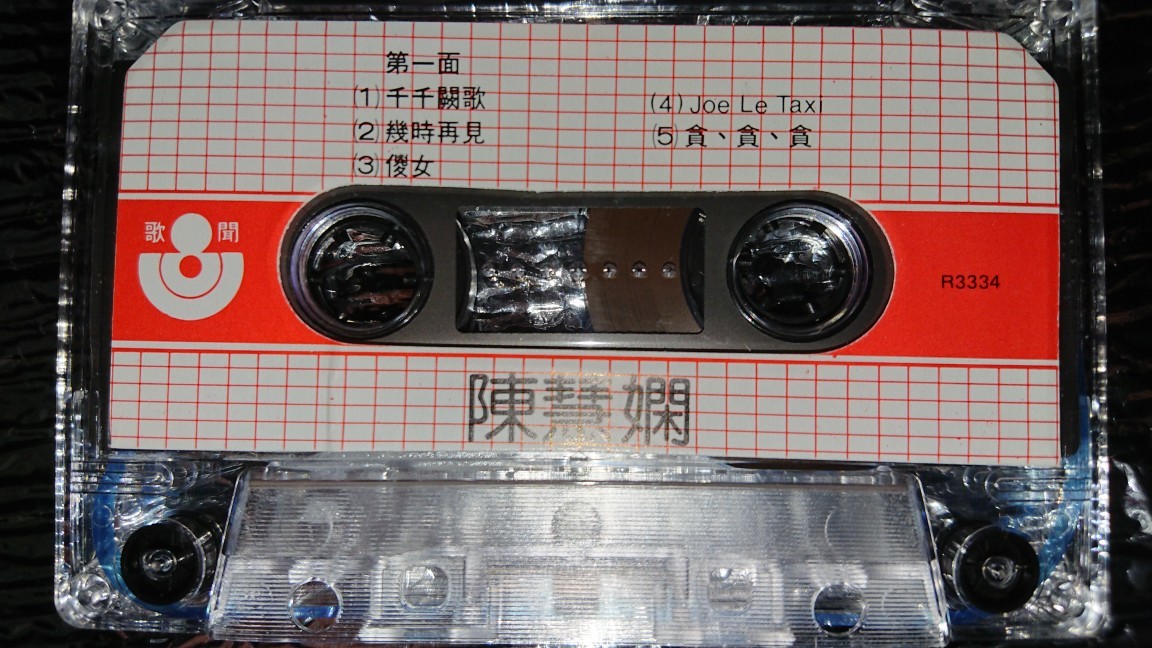 第一面
(1)千千闕歌
(2)幾時再見
(3)傻女
(4)Joe Le Taxi
(5)貪、貪、貪
歌聞
R3334
陳慧嫻